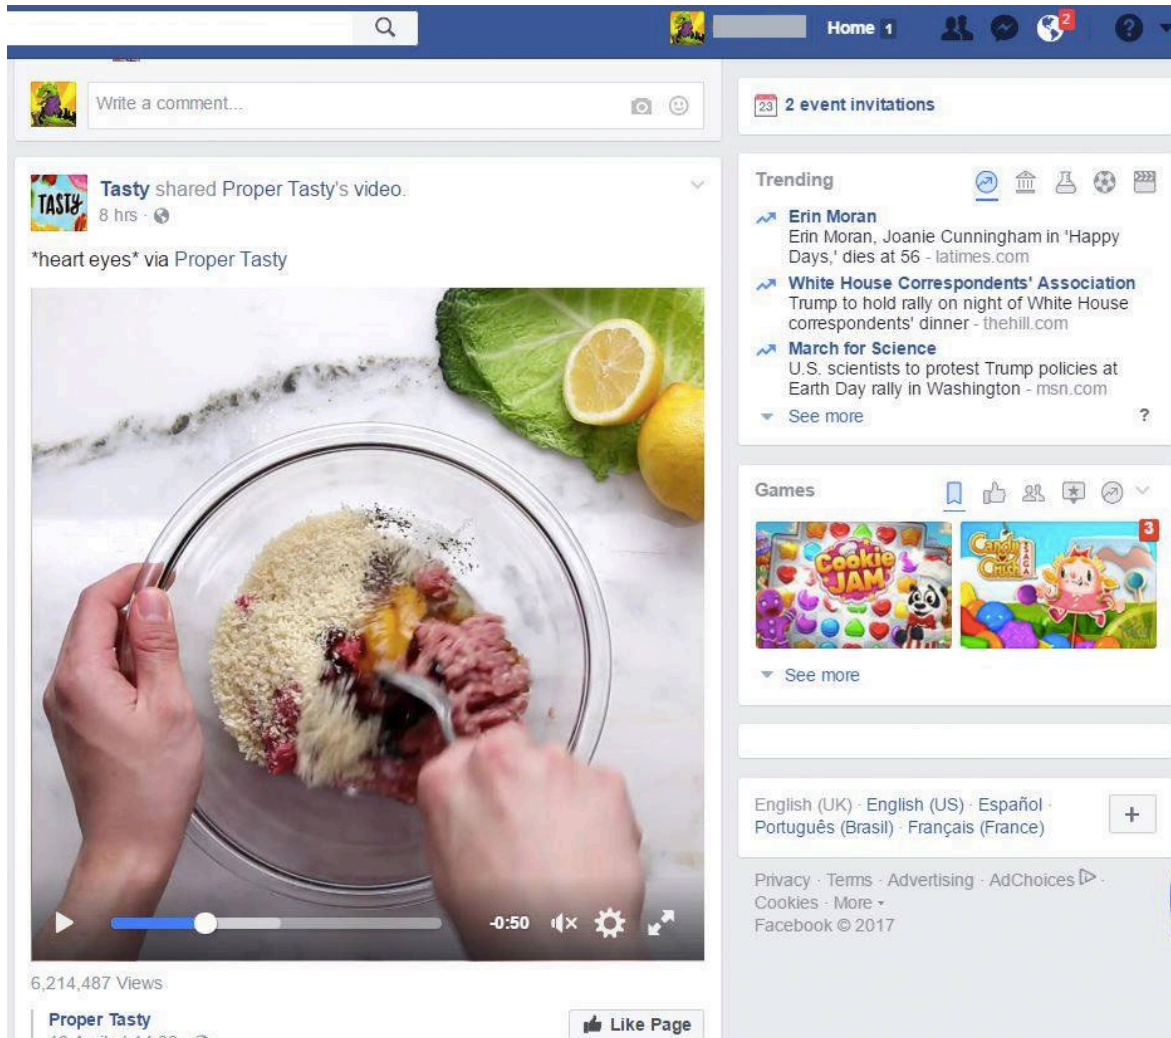 Home 1
2
?
Write a comment...
23 2 event invitations
TASTY
Tasty shared Proper Tasty's video.
8 hrs ·
*heart eyes* via Proper Tasty
-0:50
6,214,487 Views
Proper Tasty
Like Page
Trending
Erin Moran
Erin Moran, Joanie Cunningham in 'Happy
Days,' dies at 56 - latimes.com
White House Correspondents' Association
Trump to hold rally on night of White House
correspondents' dinner - thehill.com
March for Science
U.S. scientists to protest Trump policies at
Earth Day rally in Washington - msn.com
See more ?
Games
Cookie
JAM
Candy
Crush
SAGA
3
See more
English (UK) · English (US) · Español ·
Português (Brasil) · Français (France)
+
Privacy · Terms · Advertising · AdChoices ·
Cookies · More
Facebook © 2017